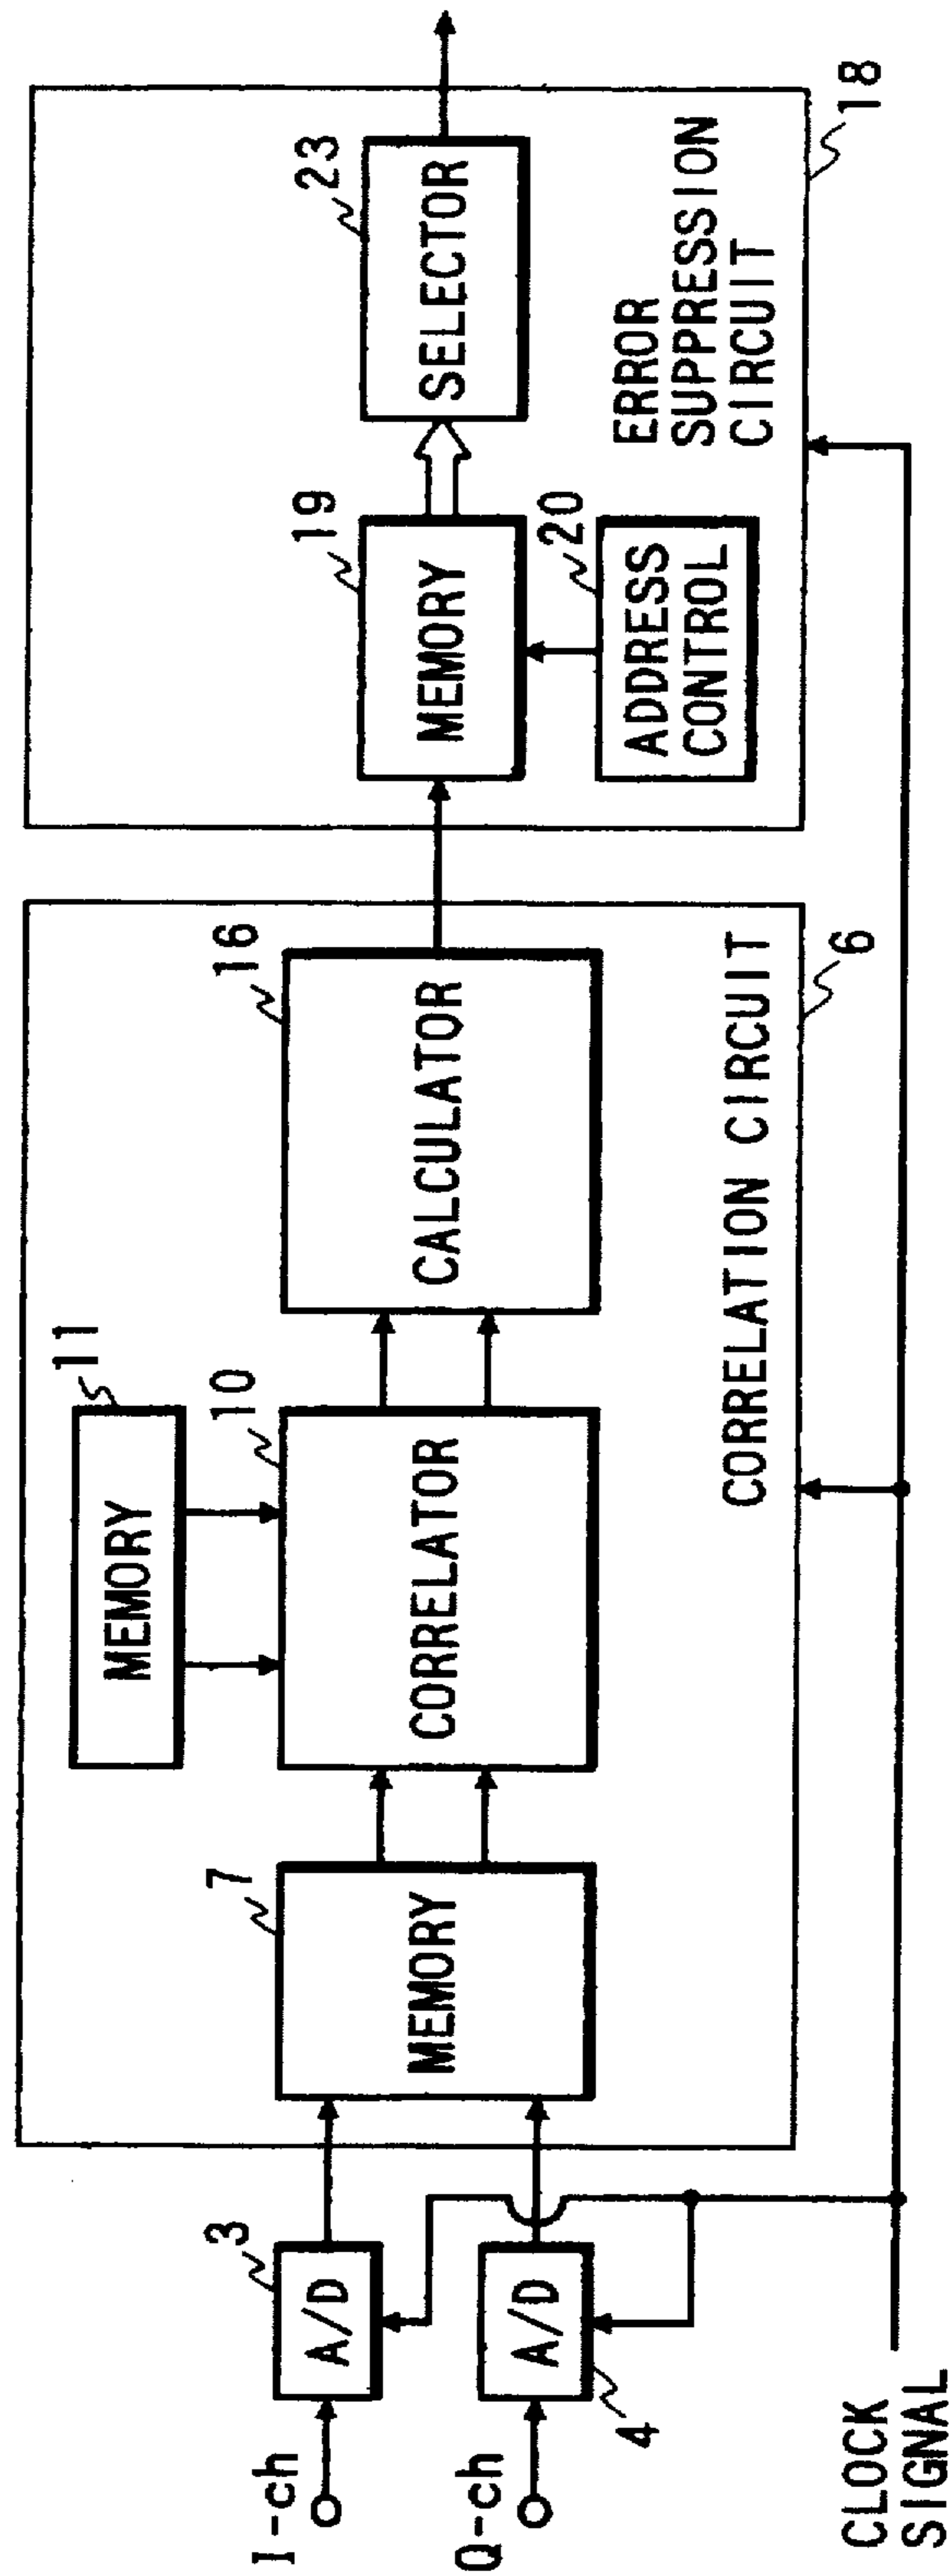 I-ch
3
A/D
Q-ch
A/D
4
CLOCK
SIGNAL
7
MEMORY
11
MEMORY
10
CORRELATOR
16
CALCULATOR
CORRELATION CIRCUIT
6
19
MEMORY
20
ADDRESS
CONTROL
23
SELECTOR
ERROR
SUPPRESSION
CIRCUIT
18